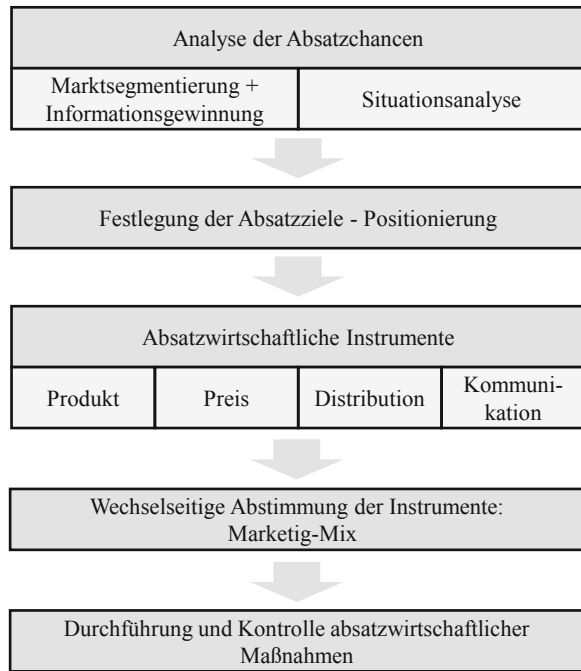 Analyse der Absatzchancen
Marktsegmentierung +
Informationsgewinnung
Situationsanalyse
Festlegung der Absatzziele - Positionierung
Absatzwirtschaftliche Instrumente
Produkt
Preis
Distribution
Kommuni-
kation
Wechselseitige Abstimmung der Instrumente:
Marketig-Mix
Durchführung und Kontrolle absatzwirtschaftlicher
Maßnahmen